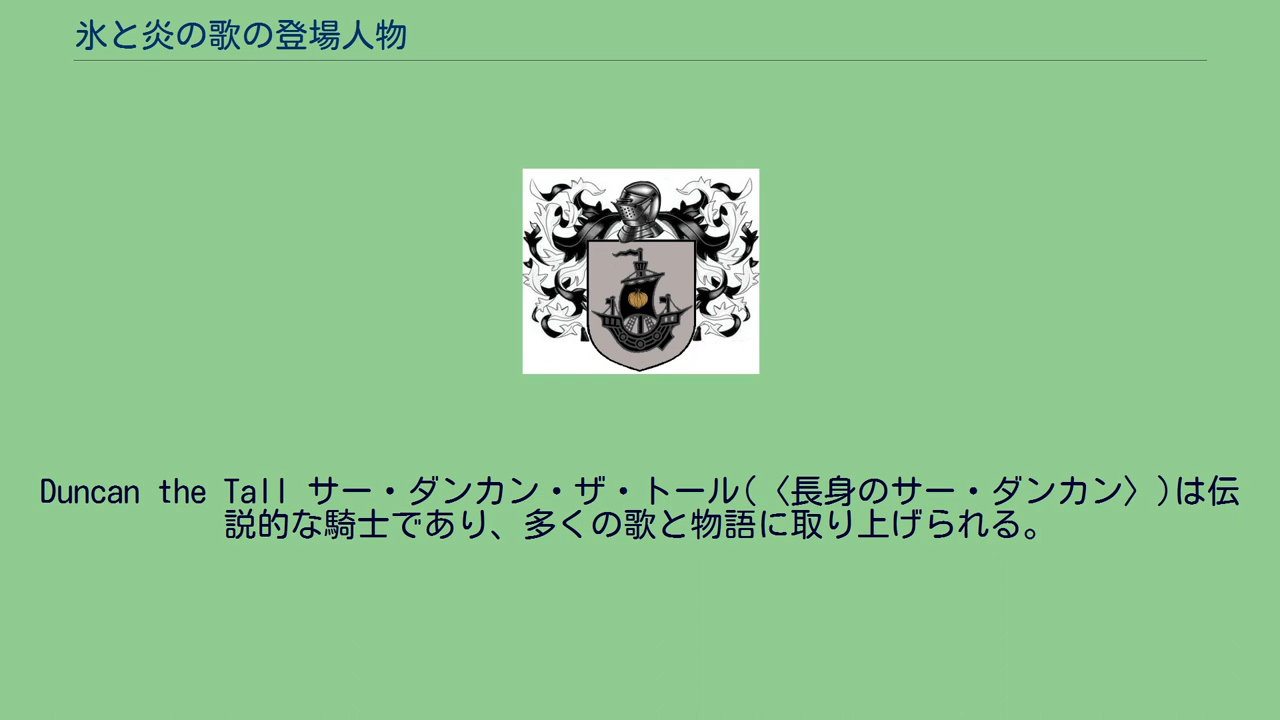 氷と炎の歌の登場人物
Duncan the Tall サー・ダンカン・ザ・トール(〈長身のサー・ダンカン〉)は伝
説的な騎士であり、多くの歌と物語に取り上げられる。